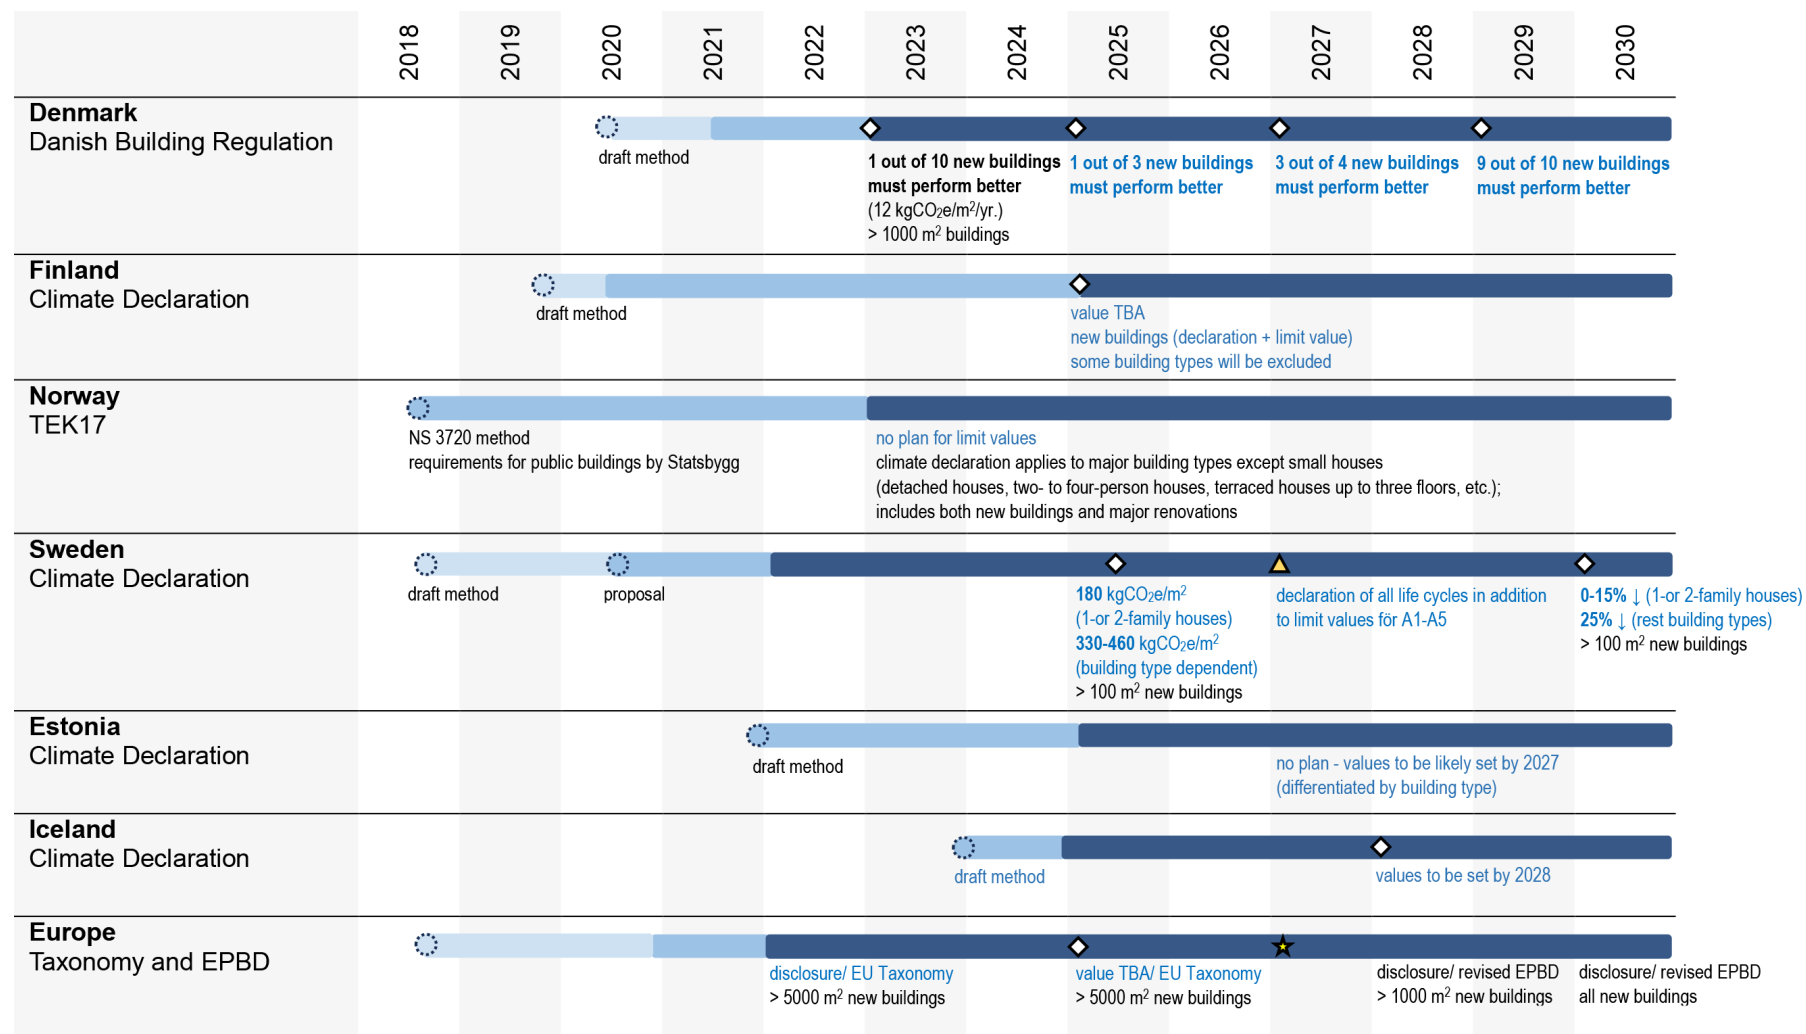 2018 2019 2020 2021 2022 2023 2024 2025 2026 2027 2028 2029 2030
Denmark
Danish Building Regulation
draft method
1 out of 10 new buildings
must perform better
(12 kgCO₂e/m²/yr.)
> 1000 m² buildings
1 out of 3 new buildings
must perform better
3 out of 4 new buildings
must perform better
9 out of 10 new buildings
must perform better
Finland
Climate Declaration
draft method
value TBA
new buildings (declaration + limit value)
some building types will be excluded
Norway
TEK17
NS 3720 method
requirements for public buildings by Statsbygg
no plan for limit values
climate declaration applies to major building types except small houses
(detached houses, two- to four-person houses, terraced houses up to three floors, etc.);
includes both new buildings and major renovations
Sweden
Climate Declaration
draft method
proposal
180 kgCO₂e/m²
(1-or 2-family houses)
330-460 kgCO₂e/m²
(building type dependent)
> 100 m² new buildings
declaration of all life cycles in addition
to limit values för A1-A5
0-15% ↓ (1-or 2-family houses)
25% ↓ (rest building types)
> 100 m² new buildings
Estonia
Climate Declaration
draft method
no plan - values to be likely set by 2027
(differentiated by building type)
Iceland
Climate Declaration
draft method
values to be set by 2028
Europe
Taxonomy and EPBD
disclosure/ EU Taxonomy
> 5000 m² new buildings
value TBA/ EU Taxonomy
> 5000 m² new buildings
disclosure/ revised EPBD
> 1000 m² new buildings
disclosure/ revised EPBD
all new buildings